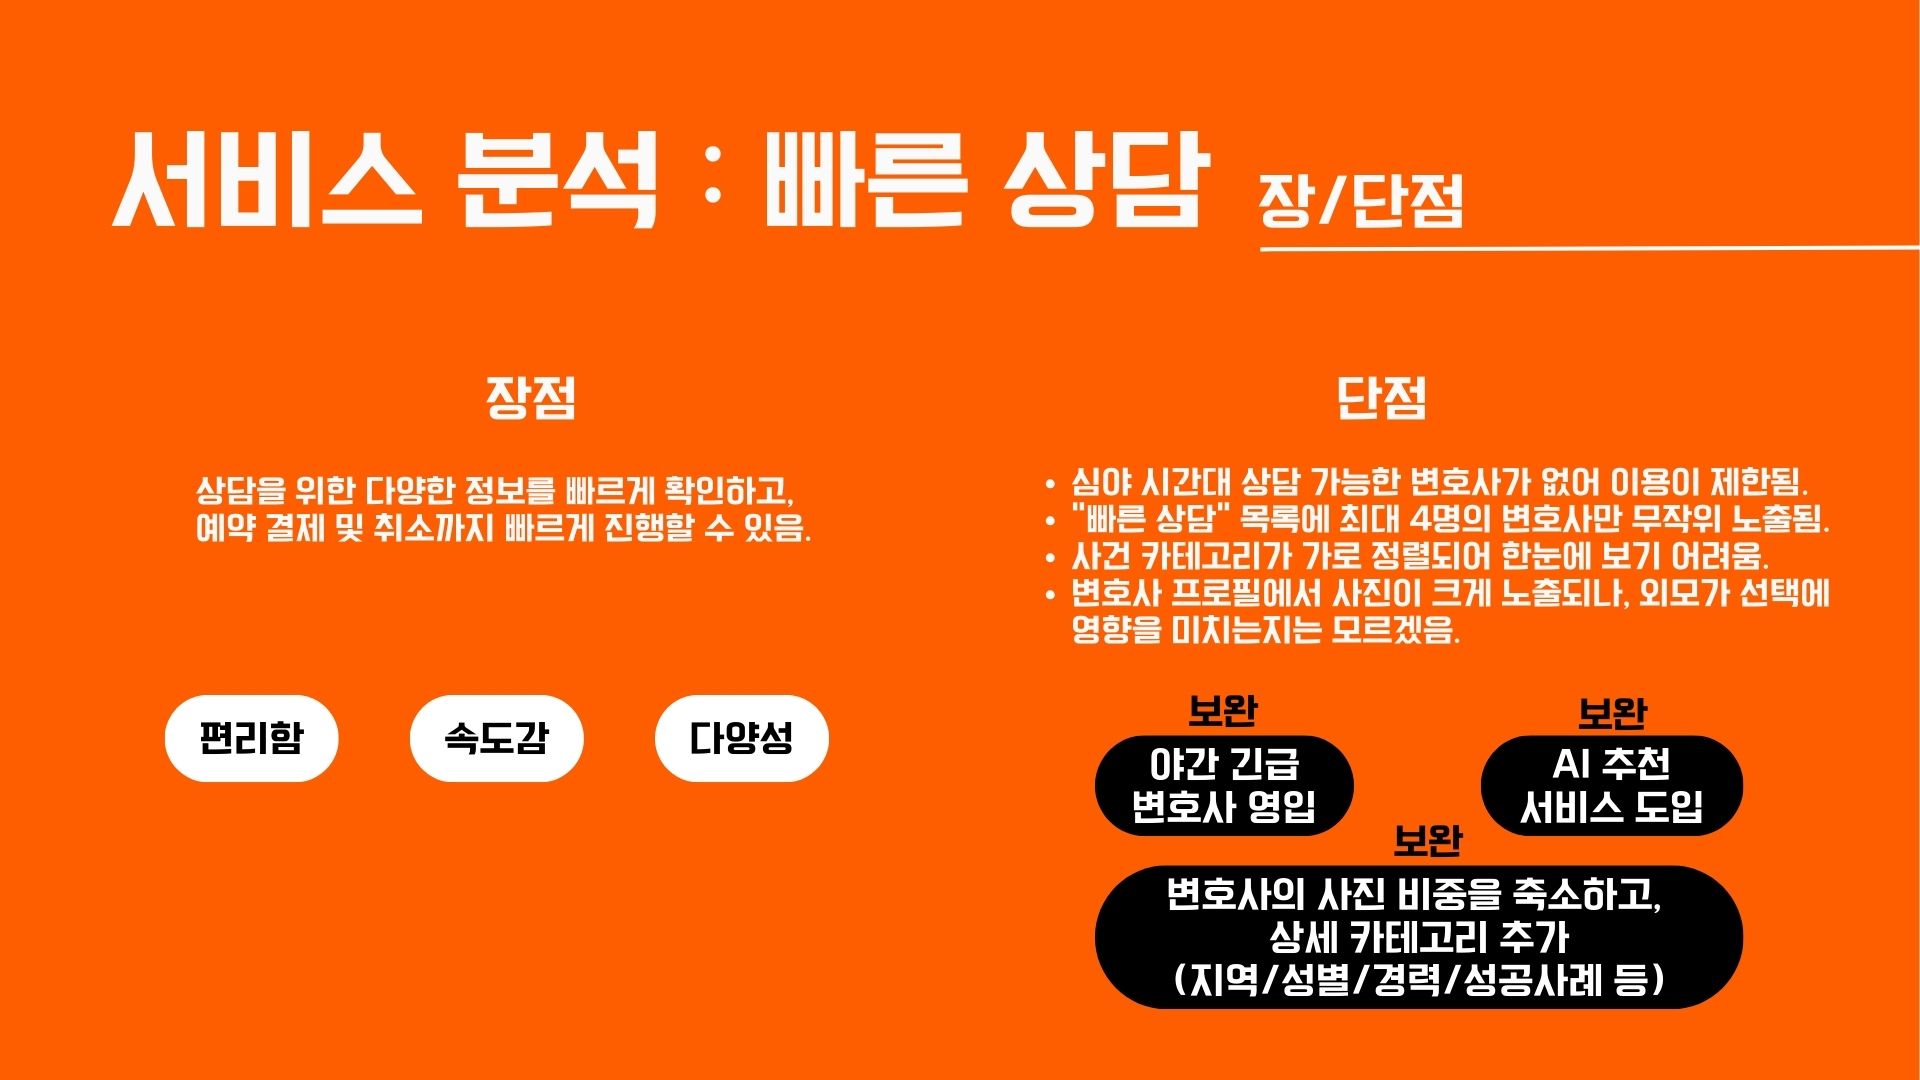 서비스 분석 : 빠른 상담 장/단점
장점
상담을 위한 다양한 정보를 빠르게 확인하고,
예약 결제 및 취소까지 빠르게 진행할 수 있음.
편리함
속도감
다양성
단점
• 심야 시간대 상담 가능한 변호사가 없어 이용이 제한됨.
• "빠른 상담" 목록에 최대 4명의 변호사만 무작위 노출됨.
• 사건 카테고리가 가로 정렬되어 한눈에 보기 어려움.
• 변호사 프로필에서 사진이 크게 노출되나, 외모가 선택에
영향을 미치는지는 모르겠음.
보완
야간 긴급
변호사 영입
보완
AI 추천
서비스 도입
보완
변호사의 사진 비중을 축소하고,
상세 카테고리 추가
(지역/성별/경력/성공사례 등)